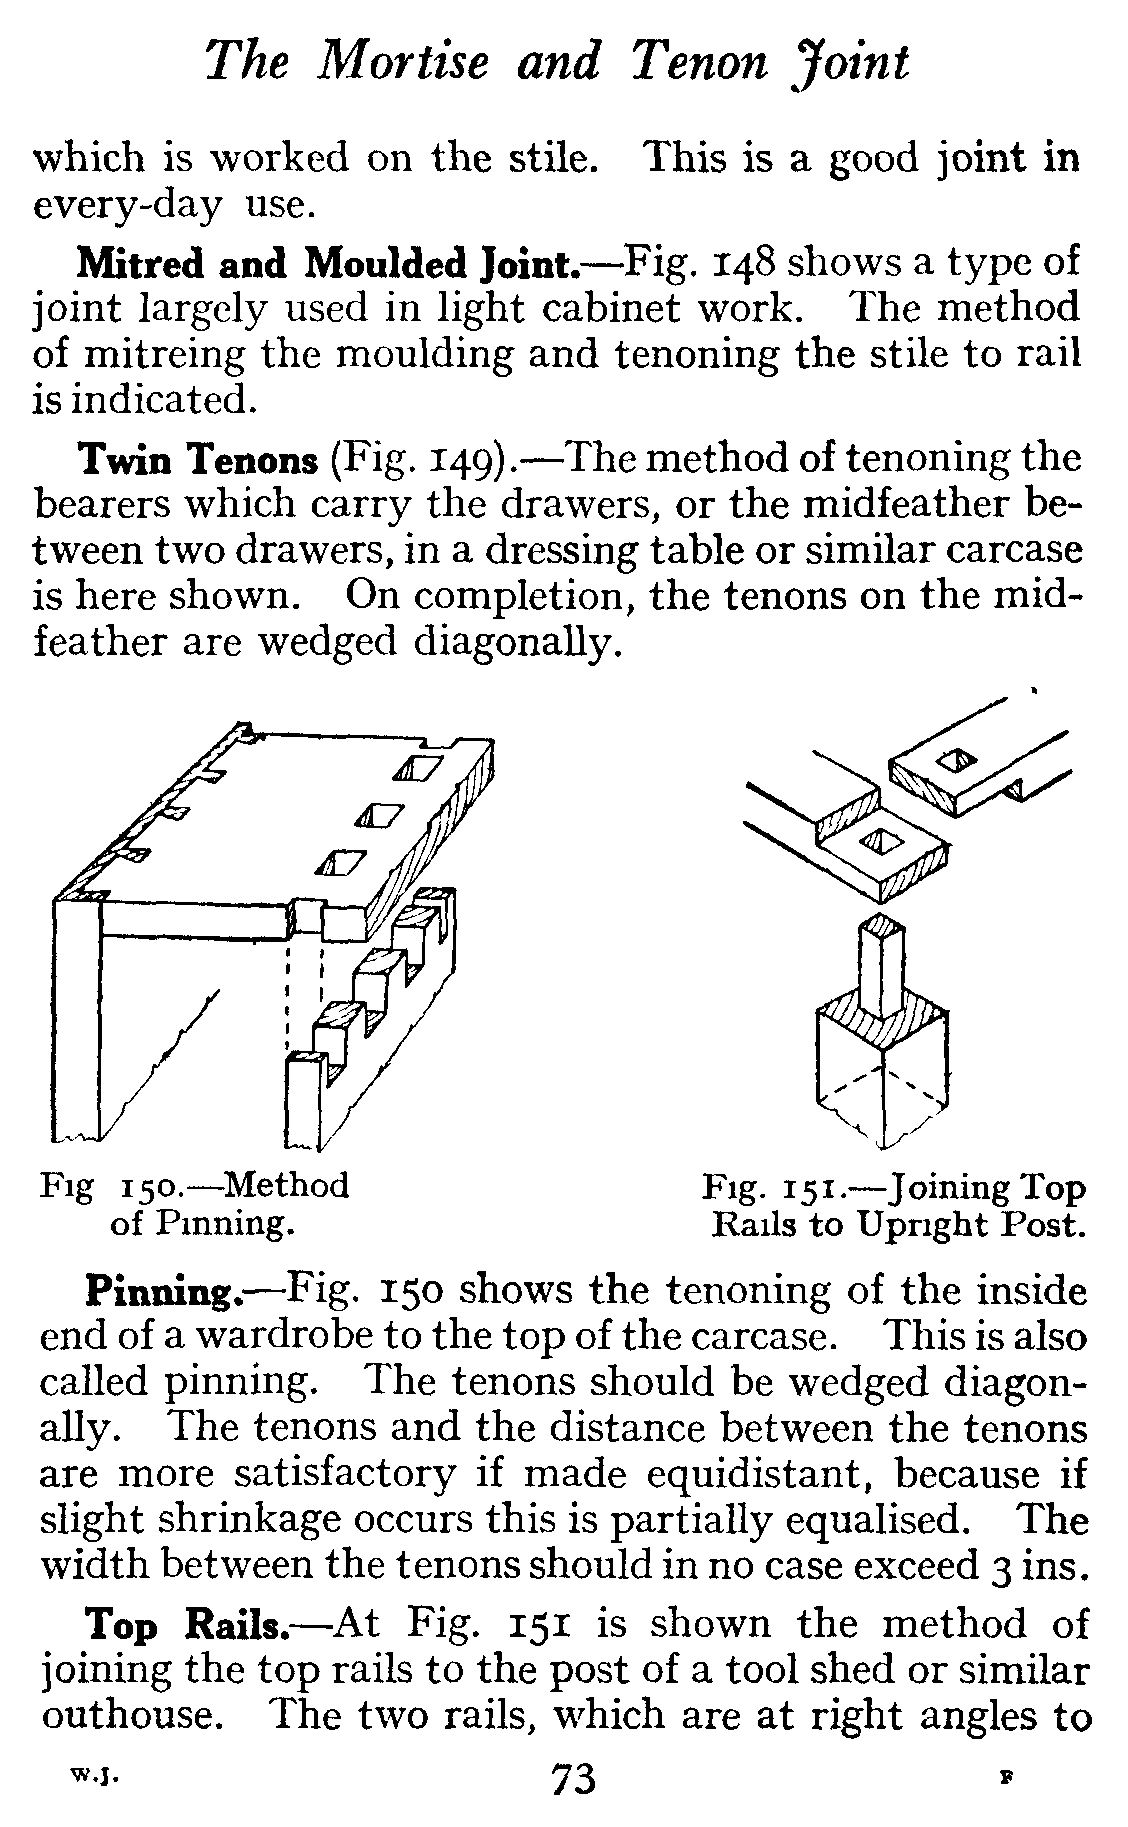 The Mortise and Tenon Joint
which is worked on the stile. This is a good joint in
every-day use.
Mitred and Moulded Joint.—Fig. 148 shows a type of
joint largely used in light cabinet work. The method
of mitreing the moulding and tenoning the stile to rail
is indicated.
Twin Tenons (Fig. 149).—The method of tenoning the
bearers which carry the drawers, or the midfeather be-
tween two drawers, in a dressing table or similar carcase
is here shown. On completion, the tenons on the mid-
feather are wedged diagonally.
Fig 150.—Method
of Pinning.
Fig. 151.—Joining Top
Rails to Upright Post.
Pinning.—Fig. 150 shows the tenoning of the inside
end of a wardrobe to the top of the carcase. This is also
called pinning. The tenons should be wedged diagon-
ally. The tenons and the distance between the tenons
are more satisfactory if made equidistant, because if
slight shrinkage occurs this is partially equalised. The
width between the tenons should in no case exceed 3 ins.
Top Rails.—At Fig. 151 is shown the method of
joining the top rails to the post of a tool shed or similar
outhouse. The two rails, which are at right angles to
W.J. 73 F